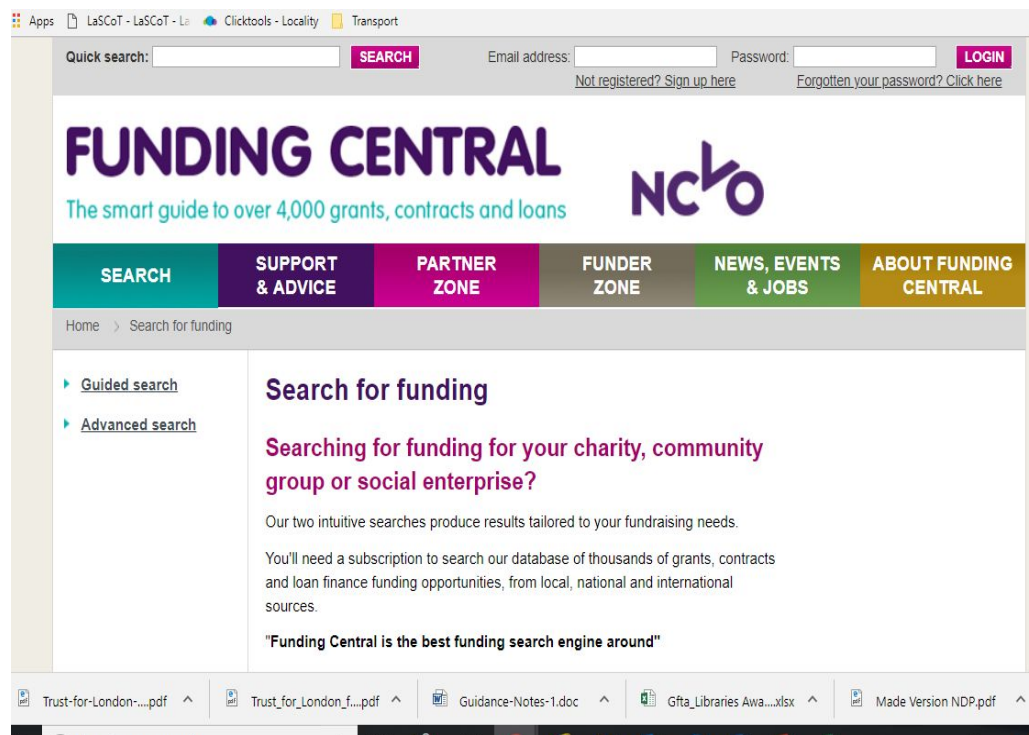 Apps LaSCoT - LaSCoT - La Clicktools - Locality Transport
Quick search: SEARCH Email address: Password: LOGIN
Not registered? Sign up here Forgotten your password? Click here
FUNDING CENTRAL
NCVO
The smart guide to over 4,000 grants, contracts and loans
SEARCH SUPPORT & ADVICE PARTNER ZONE FUNDER ZONE NEWS, EVENTS & JOBS ABOUT FUNDING CENTRAL
Home > Search for funding
Guided search
Advanced search
Search for funding
Searching for funding for your charity, community
group or social enterprise?
Our two intuitive searches produce results tailored to your fundraising needs.
You'll need a subscription to search our database of thousands of grants, contracts
and loan finance funding opportunities, from local, national and international
sources.
"Funding Central is the best funding search engine around"
Trust-for-London-....pdf Trust_for_London_f....pdf Guidance-Notes-1.doc Gfta_Libraries Awa....xlsx Made Version NDP.pdf